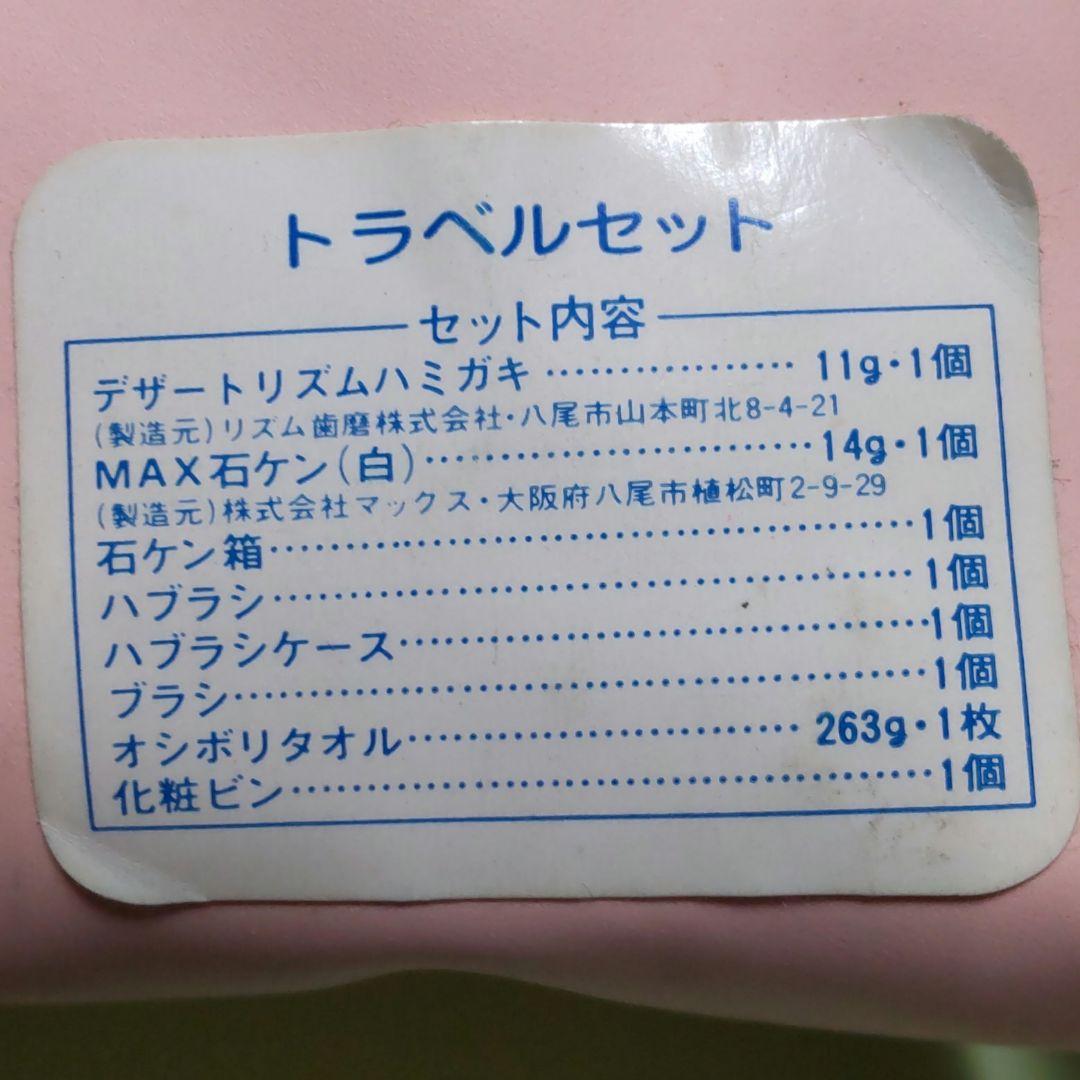 トラベルセット
セット内容
デザートリズムハミガキ……………… 11g・1個
(製造元)リズム歯磨株式会社・八尾市山本町北8-4-21
MAX石ケン(白)………………………14g・1個
(製造元)株式会社マックス・大阪府八尾市植松町2-9-29
石ケン箱………………………………………1個
ハブラシ………………………………………1個
ハブラシケース………………………………1個
ブラシ…………………………………………1個
オシボリタオル……………………… 263g・1枚
化粧ビン………………………………………1個